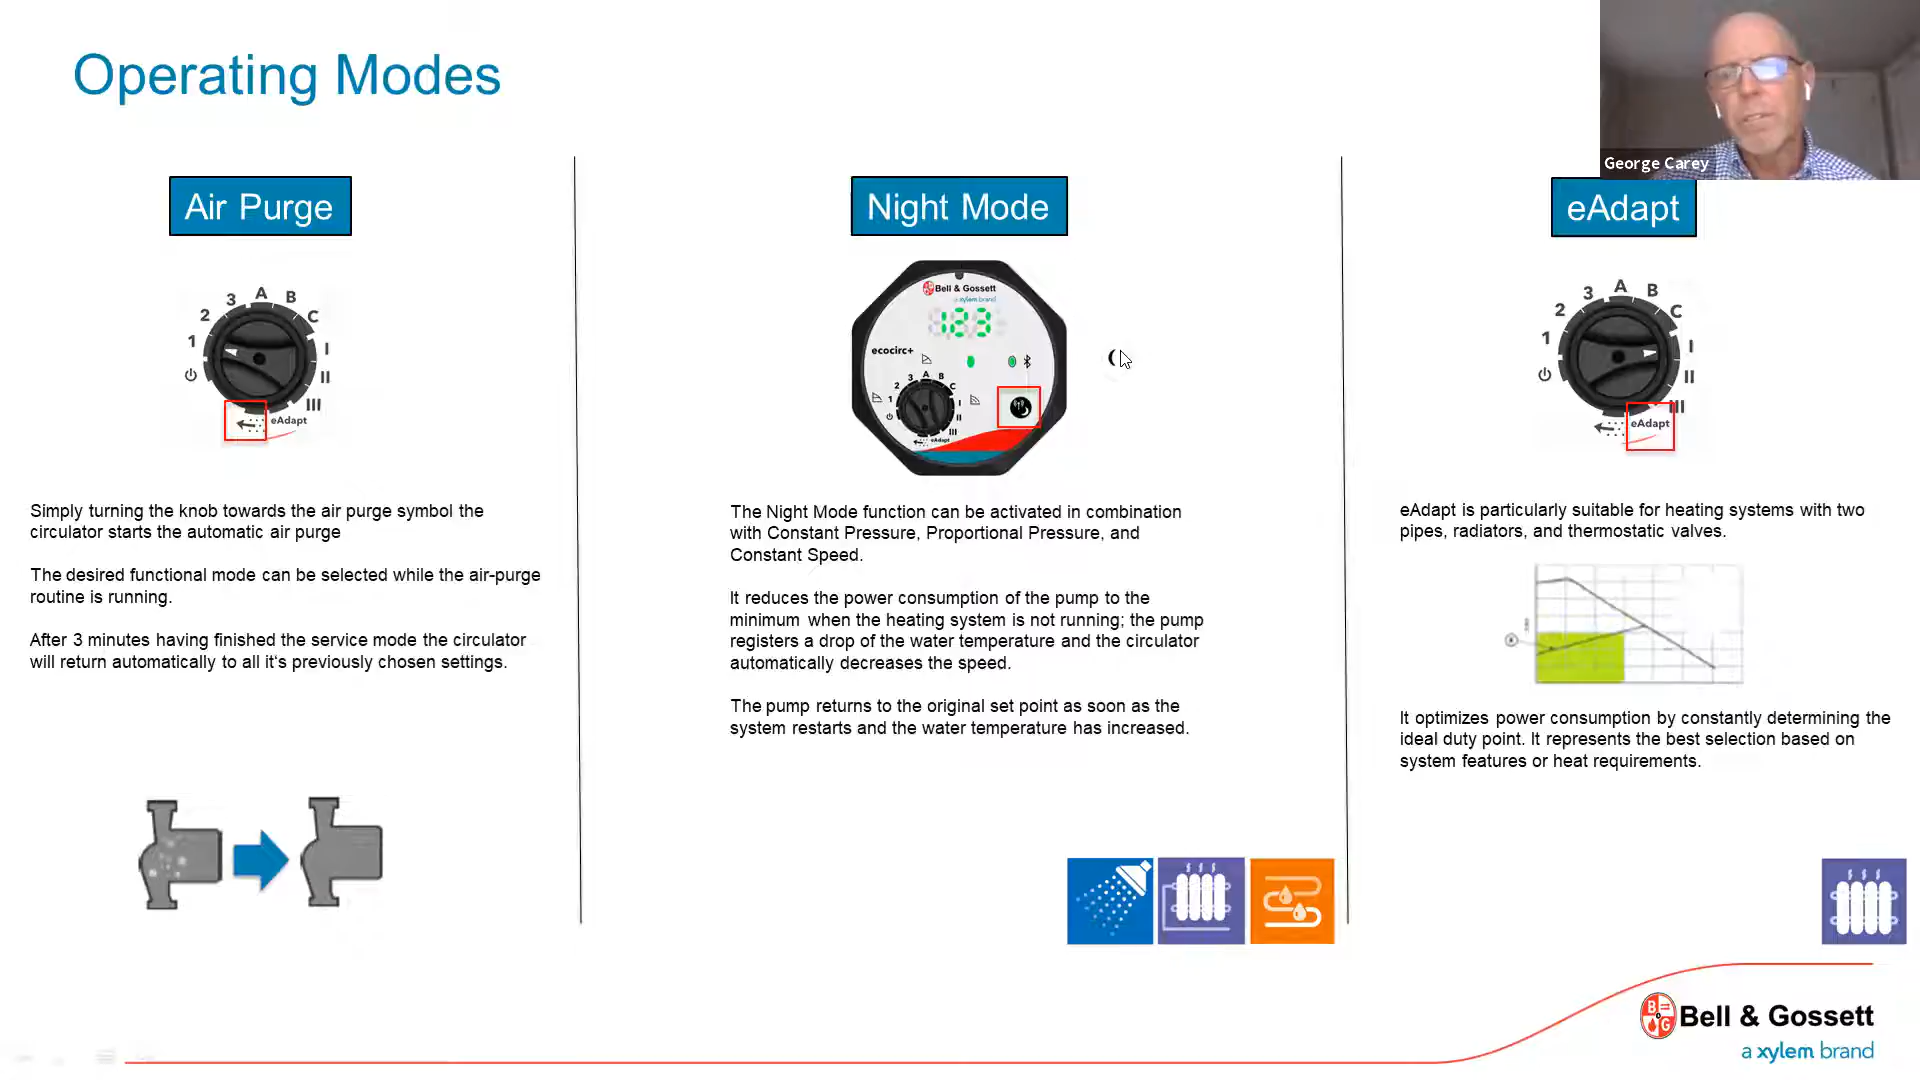 Operating Modes
George Carey
Air Purge
1 2 3 A B C I II III
eAdapt
Simply turning the knob towards the air purge symbol the
circulator starts the automatic air purge
The desired functional mode can be selected while the air-purge
routine is running.
After 3 minutes having finished the service mode the circulator
will return automatically to all it's previously chosen settings.
Night Mode
Bell & Gossett
a xylem brand
123
ecocirc+
1 2 3 A B C I II III
eAdapt
The Night Mode function can be activated in combination
with Constant Pressure, Proportional Pressure, and
Constant Speed.
It reduces the power consumption of the pump to the
minimum when the heating system is not running; the pump
registers a drop of the water temperature and the circulator
automatically decreases the speed.
The pump returns to the original set point as soon as the
system restarts and the water temperature has increased.
eAdapt
1 2 3 A B C I II III
eAdapt
eAdapt is particularly suitable for heating systems with two
pipes, radiators, and thermostatic valves.
It optimizes power consumption by constantly determining the
ideal duty point. It represents the best selection based on
system features or heat requirements.
B G
Bell & Gossett
a xylem brand